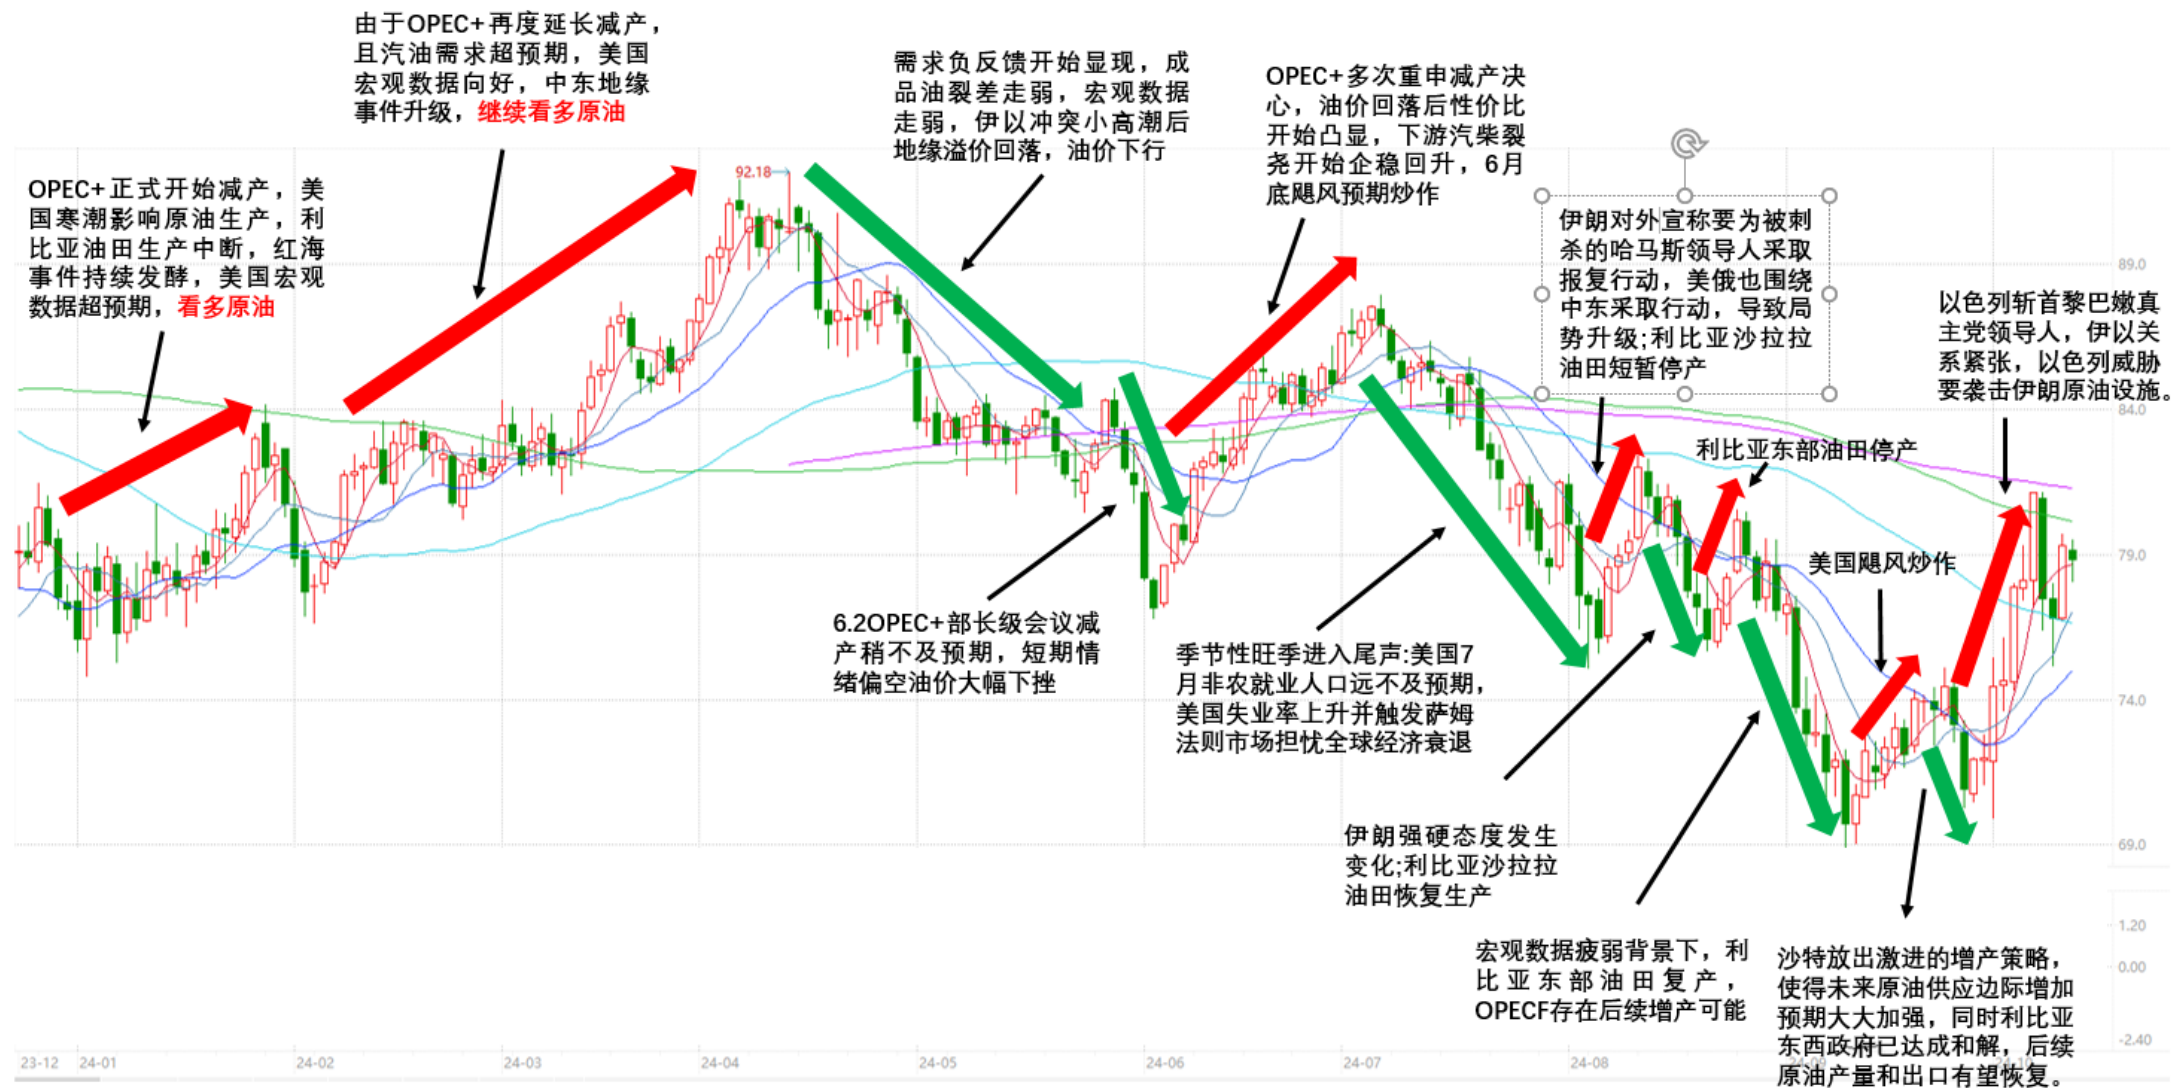 由于OPEC+再度延长减产，
且汽油需求超预期，美国
宏观数据向好，中东地缘
事件升级，继续看多原油
需求负反馈开始显现，成
品油裂差走弱，宏观数据
走弱，伊以冲突小高潮后
地缘溢价回落，油价下行
OPEC+多次重申减产决
心，油价回落后性价比
开始凸显，下游汽柴裂
尧开始企稳回升，6月
底飓风预期炒作
OPEC+正式开始减产，美
国寒潮影响原油生产，利
比亚油田生产中断，红海
事件持续发酵，美国宏观
数据超预期，看多原油
92.18
伊朗对外宣称要为被刺
杀的哈马斯领导人采取
报复行动，美俄也围绕
中东采取行动，导致局
势升级;利比亚沙拉拉
油田短暂停产
以色列斩首黎巴嫩真
主党领导人，伊以关
系紧张，以色列威胁
要袭击伊朗原油设施。
89.0
84.0
利比亚东部油田停产
79.0
美国飓风炒作
6.2OPEC+部长级会议减
产稍不及预期，短期情
绪偏空油价大幅下挫
季节性旺季进入尾声:美国7
月非农就业人口远不及预期，
美国失业率上升并触发萨姆
法则市场担忧全球经济衰退
74.0
伊朗强硬态度发生
变化;利比亚沙拉拉
油田恢复生产
69.0
宏观数据疲弱背景下，利
比亚东部油田复产，
OPECF存在后续增产可能
沙特放出激进的增产策略，
使得未来原油供应边际增加
预期大大加强，同时利比亚
东西政府已达成和解，后续
原油产量和出口有望恢复。
1.20
0.00
-2.40
23-12 24-01 24-02 24-03 24-04 24-05 24-06 24-07 24-08